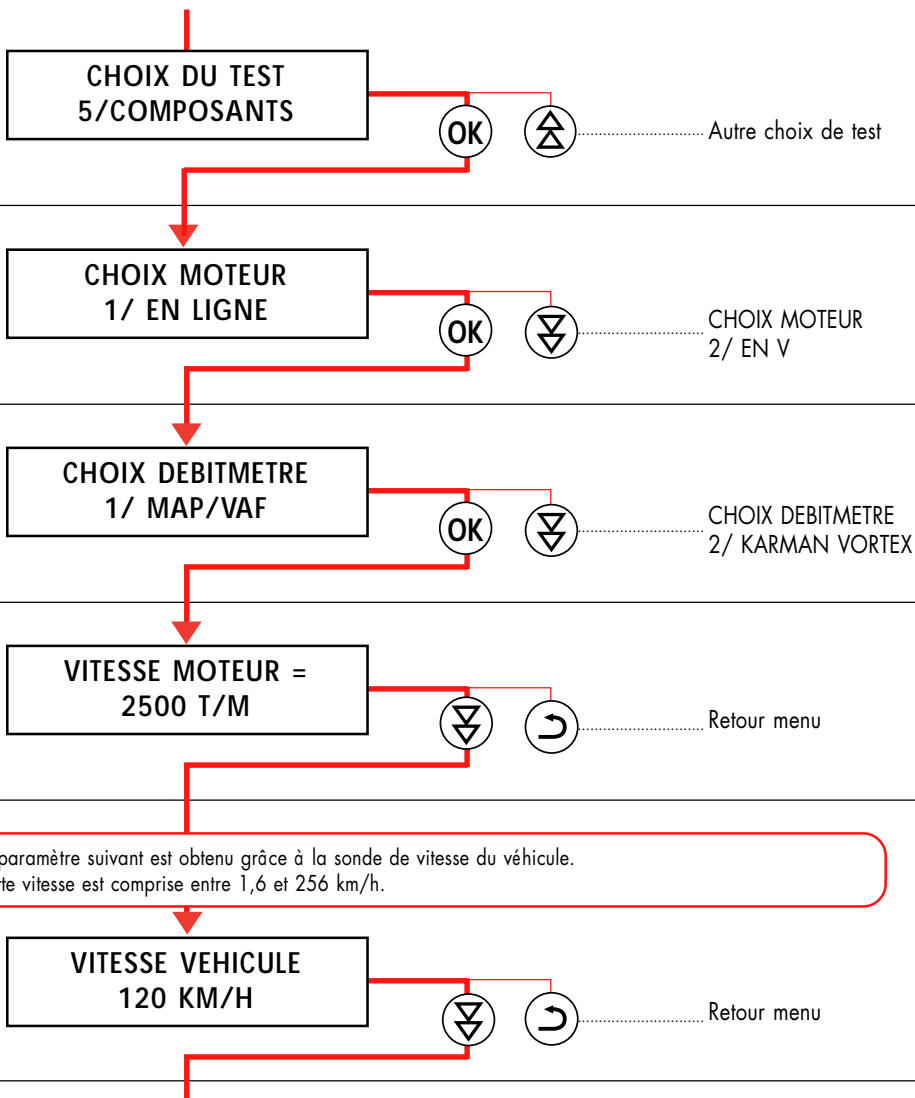 CHOIX DU TEST
5/COMPOSANTS
OK
Autre choix de test
CHOIX MOTEUR
1/ EN LIGNE
OK
CHOIX MOTEUR
2/ EN V
CHOIX DEBITMETRE
1/ MAP/VAF
OK
CHOIX DEBITMETRE
2/ KARMAN VORTEX
VITESSE MOTEUR =
2500 T/M
Retour menu
paramètre suivant est obtenu grâce à la sonde de vitesse du véhicule.
tte vitesse est comprise entre 1,6 et 256 km/h.
VITESSE VEHICULE
120 KM/H
Retour menu